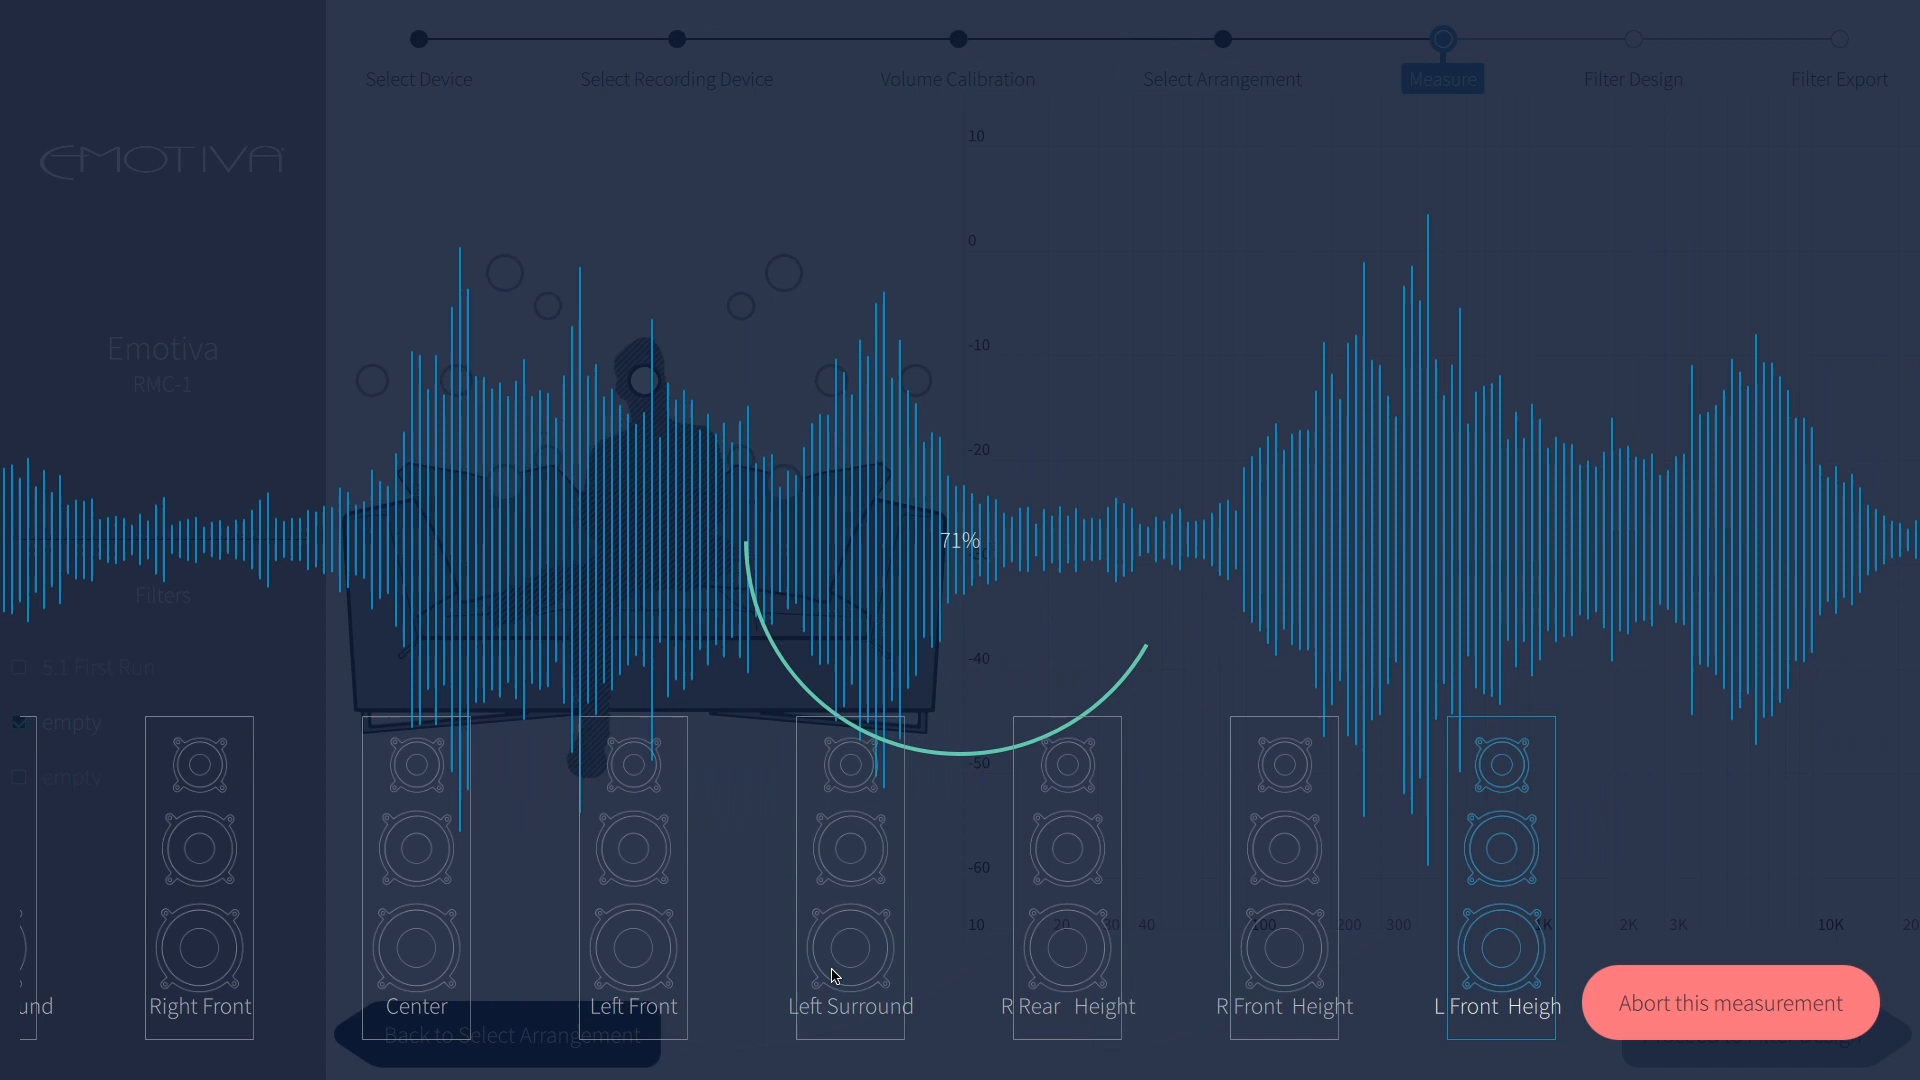 Select Device
Select Recording Device
Volume Calibration
Select Arrangement
Measure
Filter Design
Filter Export
EMOTIVA
Emotiva
RMC-1
Filters
5.1 First Run
empty
empty
10
0
-10
-20
71%
-40
-50
-60
10
20
30
40
100
200
300
1K
2K
3K
10K
20
und
Right Front
Center
Left Front
Left Surround
R Rear Height
R Front Height
L Front Heigh
Back to Select Arrangement
Abort this measurement